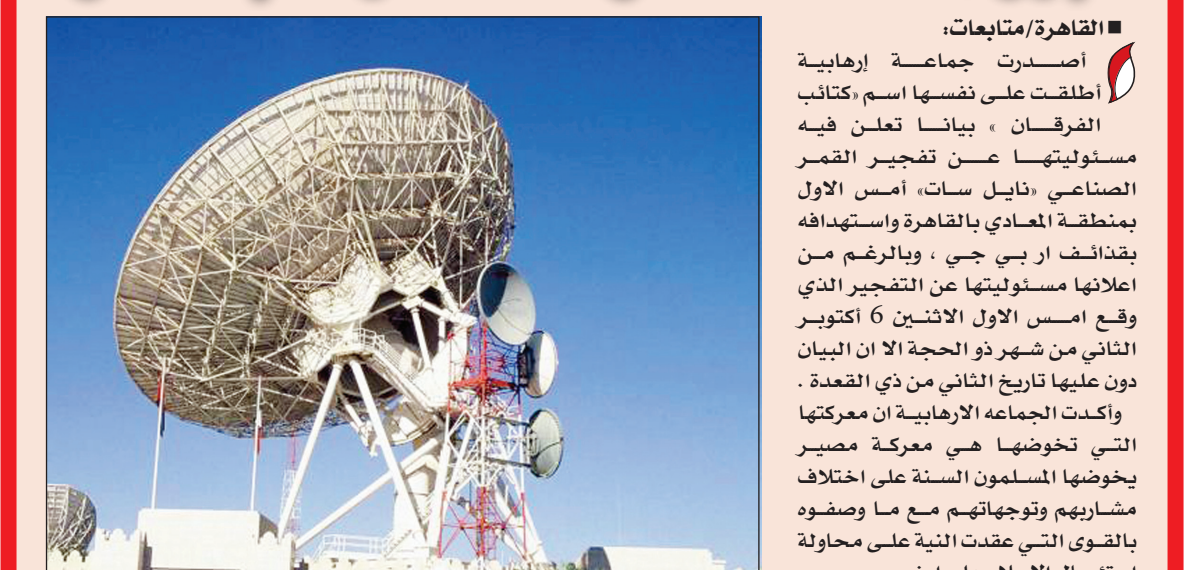 ■ القاهرة/متابعات:
أصدرت جماعة إرهابية
أطلقت على نفسها اسم «كتائب
الفرقان » بيانا تعلن فيه
مسئوليتها عن تفجير القمر
الصناعي «نايل سات» أمس الاول
بمنطقة المعادي بالقاهرة واستهدافه
بقذائف ار بي جي ، وبالرغم من
اعلانها مسئوليتها عن التفجير الذي
وقع امس الاول الاثنين 6 أكتوبر
الثاني من شهر ذو الحجة الا ان البيان
دون عليها تاريخ الثاني من ذي القعدة .
وأكدت الجماعه الارهابية ان معركتها
التي تخوضها هي معركة مصير
يخوضها المسلمون السنة على اختلاف
مشاربهم وتوجهاتهم مع ما وصفوه
بالقوى التي عقدت النية على محاولة